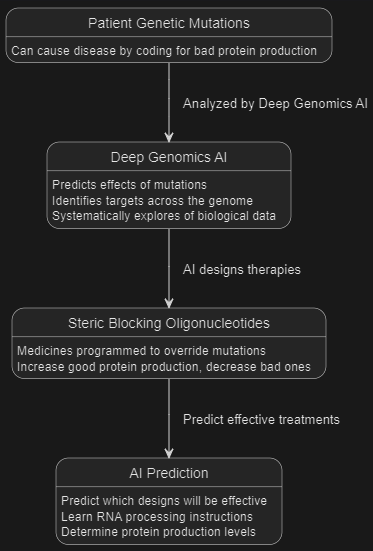 Patient Genetic Mutations
Can cause disease by coding for bad protein production
Analyzed by Deep Genomics AI
Deep Genomics AI
Predicts effects of mutations
Identifies targets across the genome
Systematically explores of biological data
AI designs therapies
Steric Blocking Oligonucleotides
Medicines programmed to override mutations
Increase good protein production, decrease bad ones
Predict effective treatments
AI Prediction
Predict which designs will be effective
Learn RNA processing instructions
Determine protein production levels